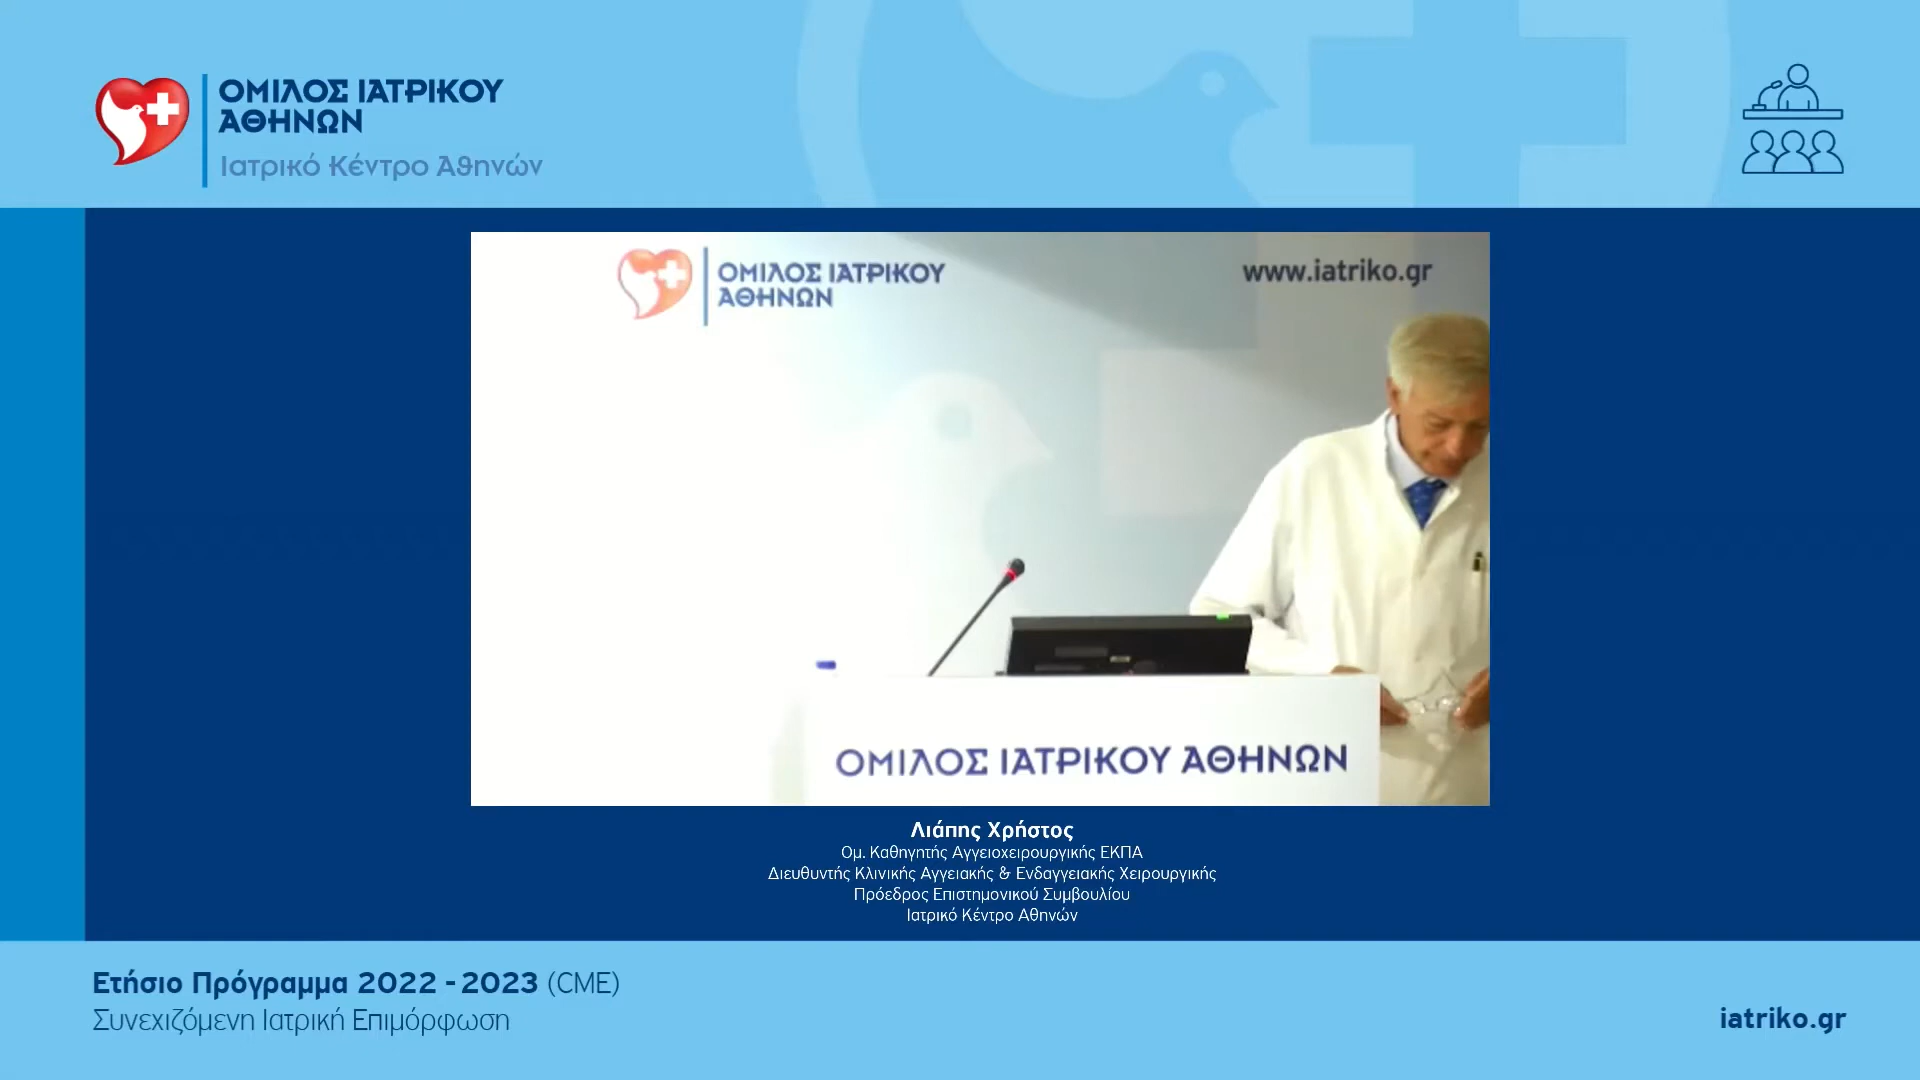 ΟΜΙΛΟΣ ΙΑΤΡΙΚΟΥ
ΑΘΗΝΩΝ
Ιατρικό Κέντρο Αθηνών
ΟΜΙΛΟΣ ΙΑΤΡΙΚΟΥ
ΑΘΗΝΩΝ
www.iatriko.gr
ΟΜΙΛΟΣ ΙΑΤΡΙΚΟΥ ΑΘΗΝΩΝ
Λιάπης Χρήστος
Ομ. Καθηγητής Αγγειοχειρουργικής ΕΚΠΑ
Διευθυντής Κλινικής Αγγειακής & Ενδαγγειακής Χειρουργικής
Πρόεδρος Επιστημονικού Συμβουλίου
Ιατρικό Κέντρο Αθηνών
Ετήσιο Πρόγραμμα 2022 - 2023 (CME)
Συνεχιζόμενη Ιατρική Επιμόρφωση
iatriko.gr